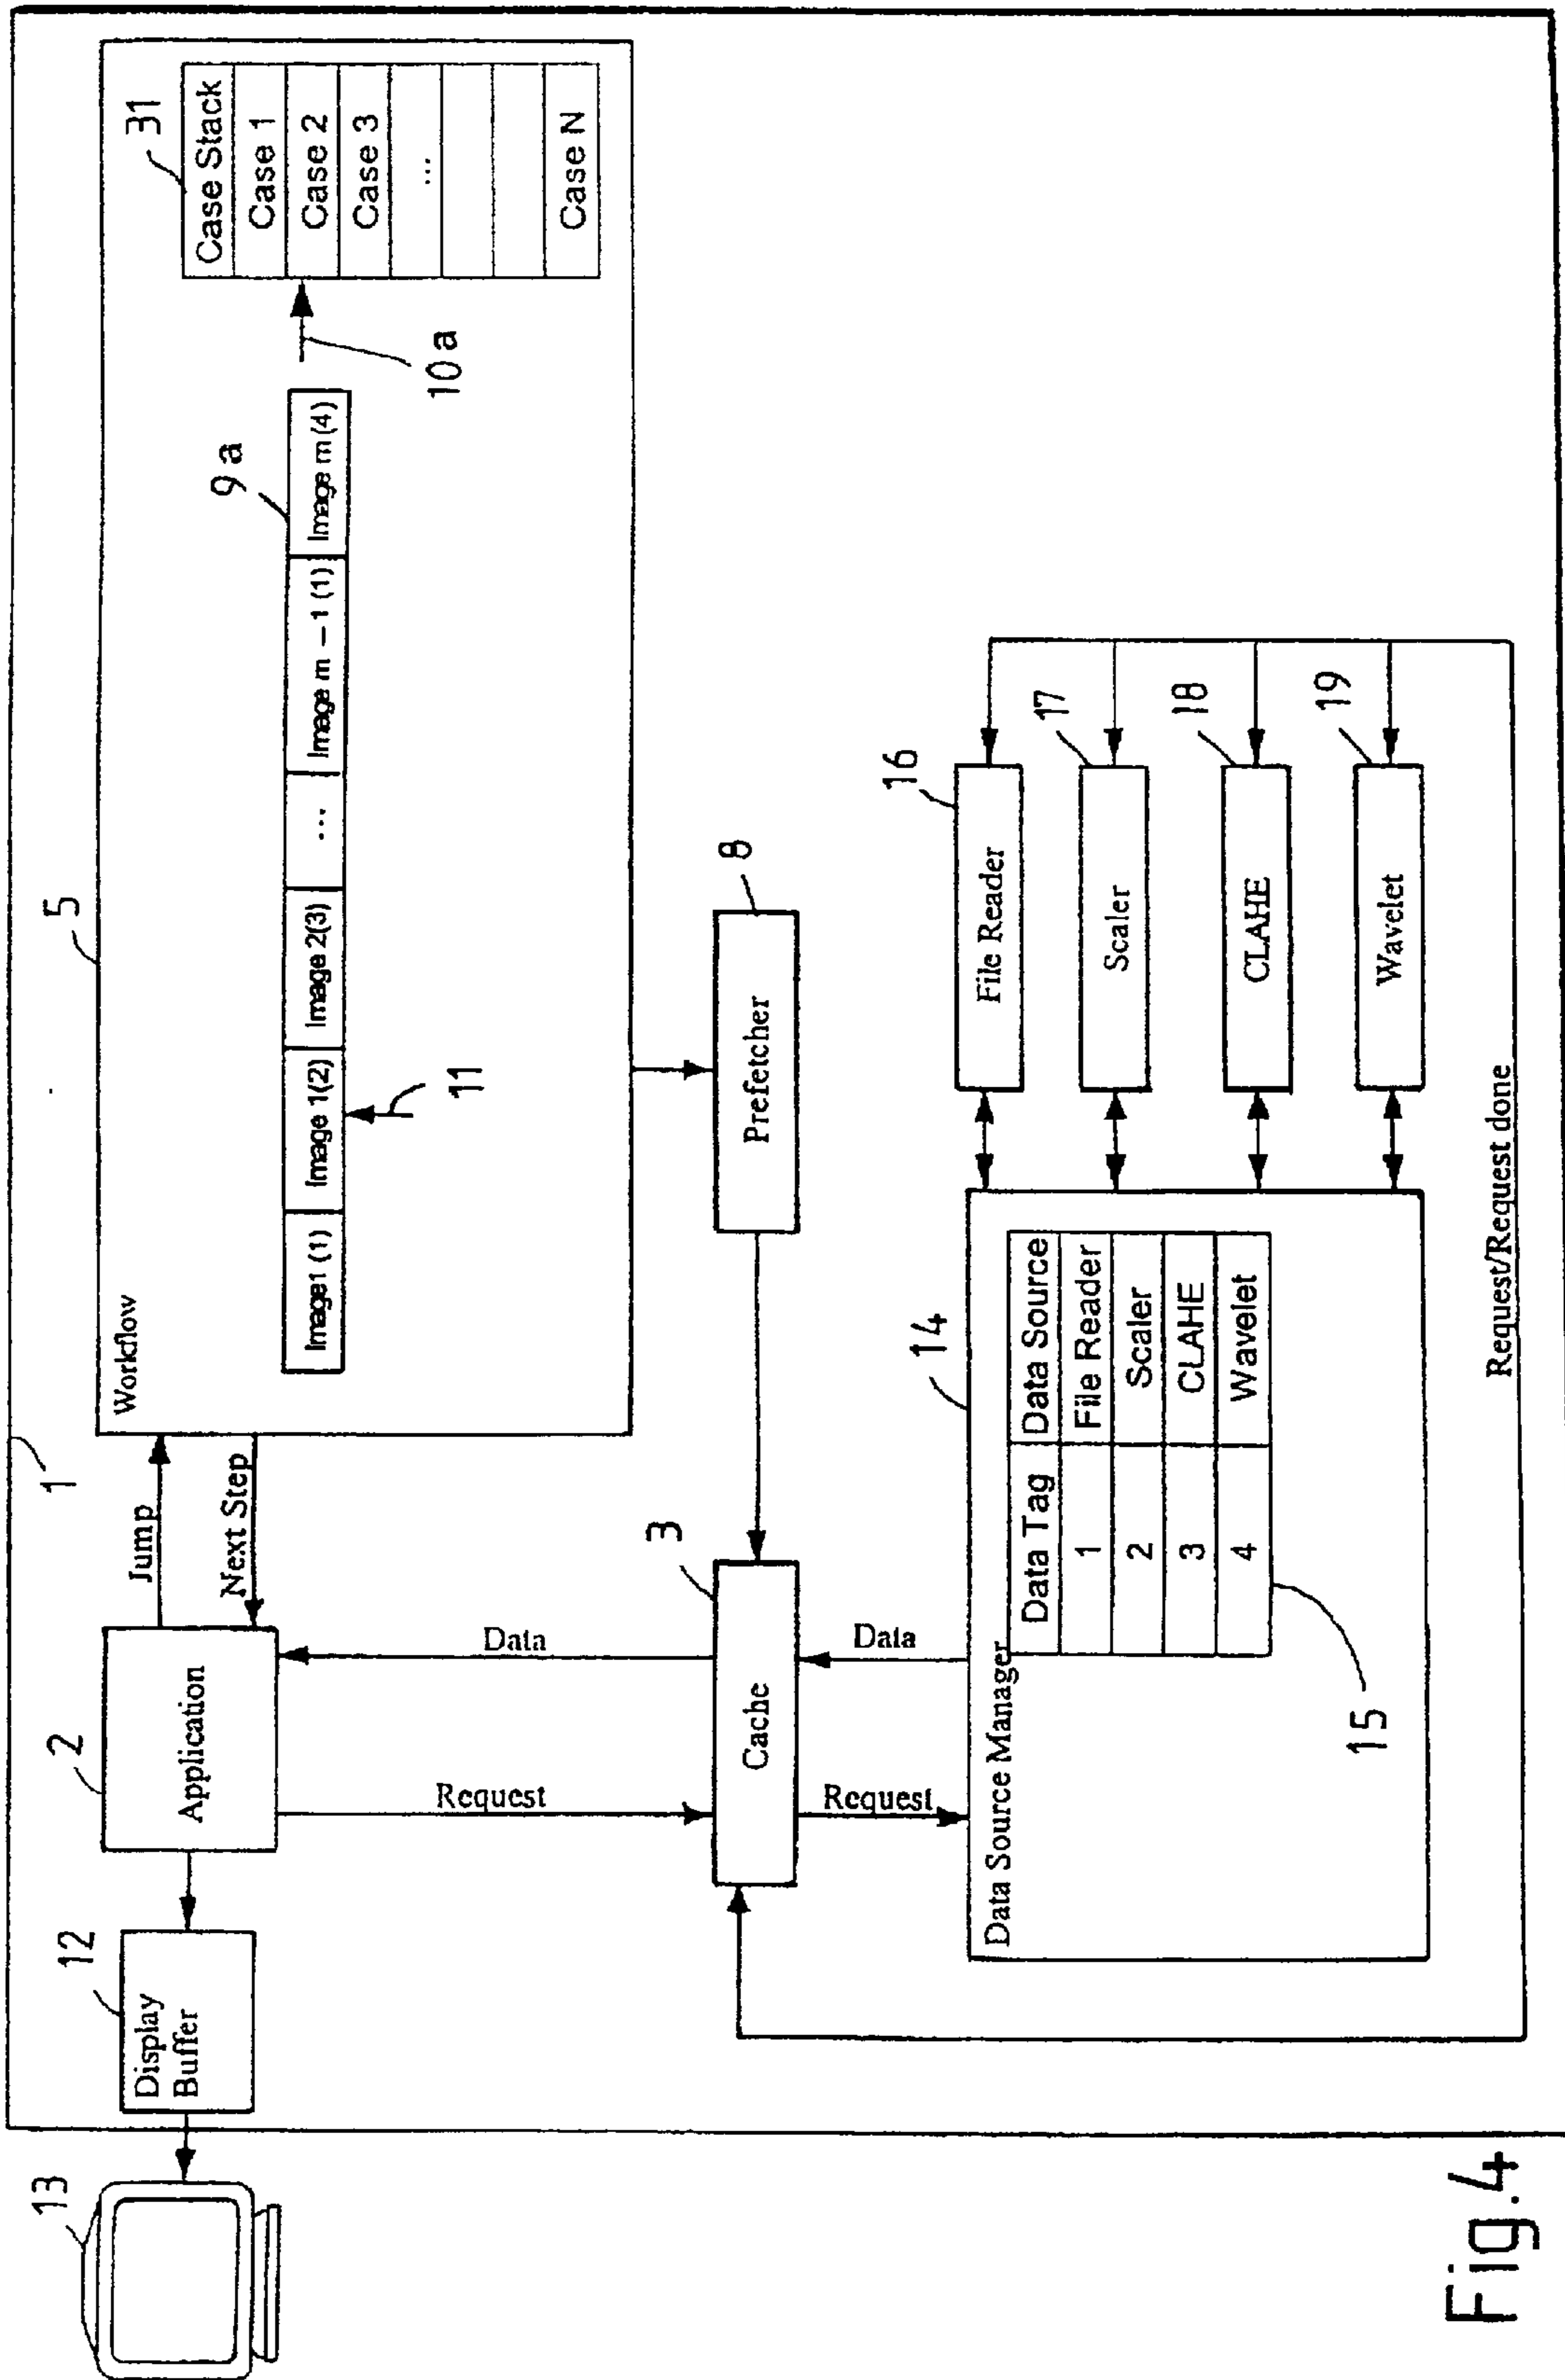 1
13
12
Display
Buffer
2
Application
Jump
Next Step
5
Workflow
Image1 (1)
Image 1(2)
Image 2(3)
...
Image m – 1 (1)
Image m (4)
9a
11
10a
31
Case Stack
Case 1
Case 2
Case 3
...
Case N
Request
Data
3
Cache
Prefetcher
8
Request
Data
14
Data Source Manager
Data Tag Data Source
1 File Reader
2 Scaler
3 CLAHE
4 Wavelet
15
16
File Reader
17
Scaler
18
CLAHE
19
Wavelet
Request/Request done
Fig.4